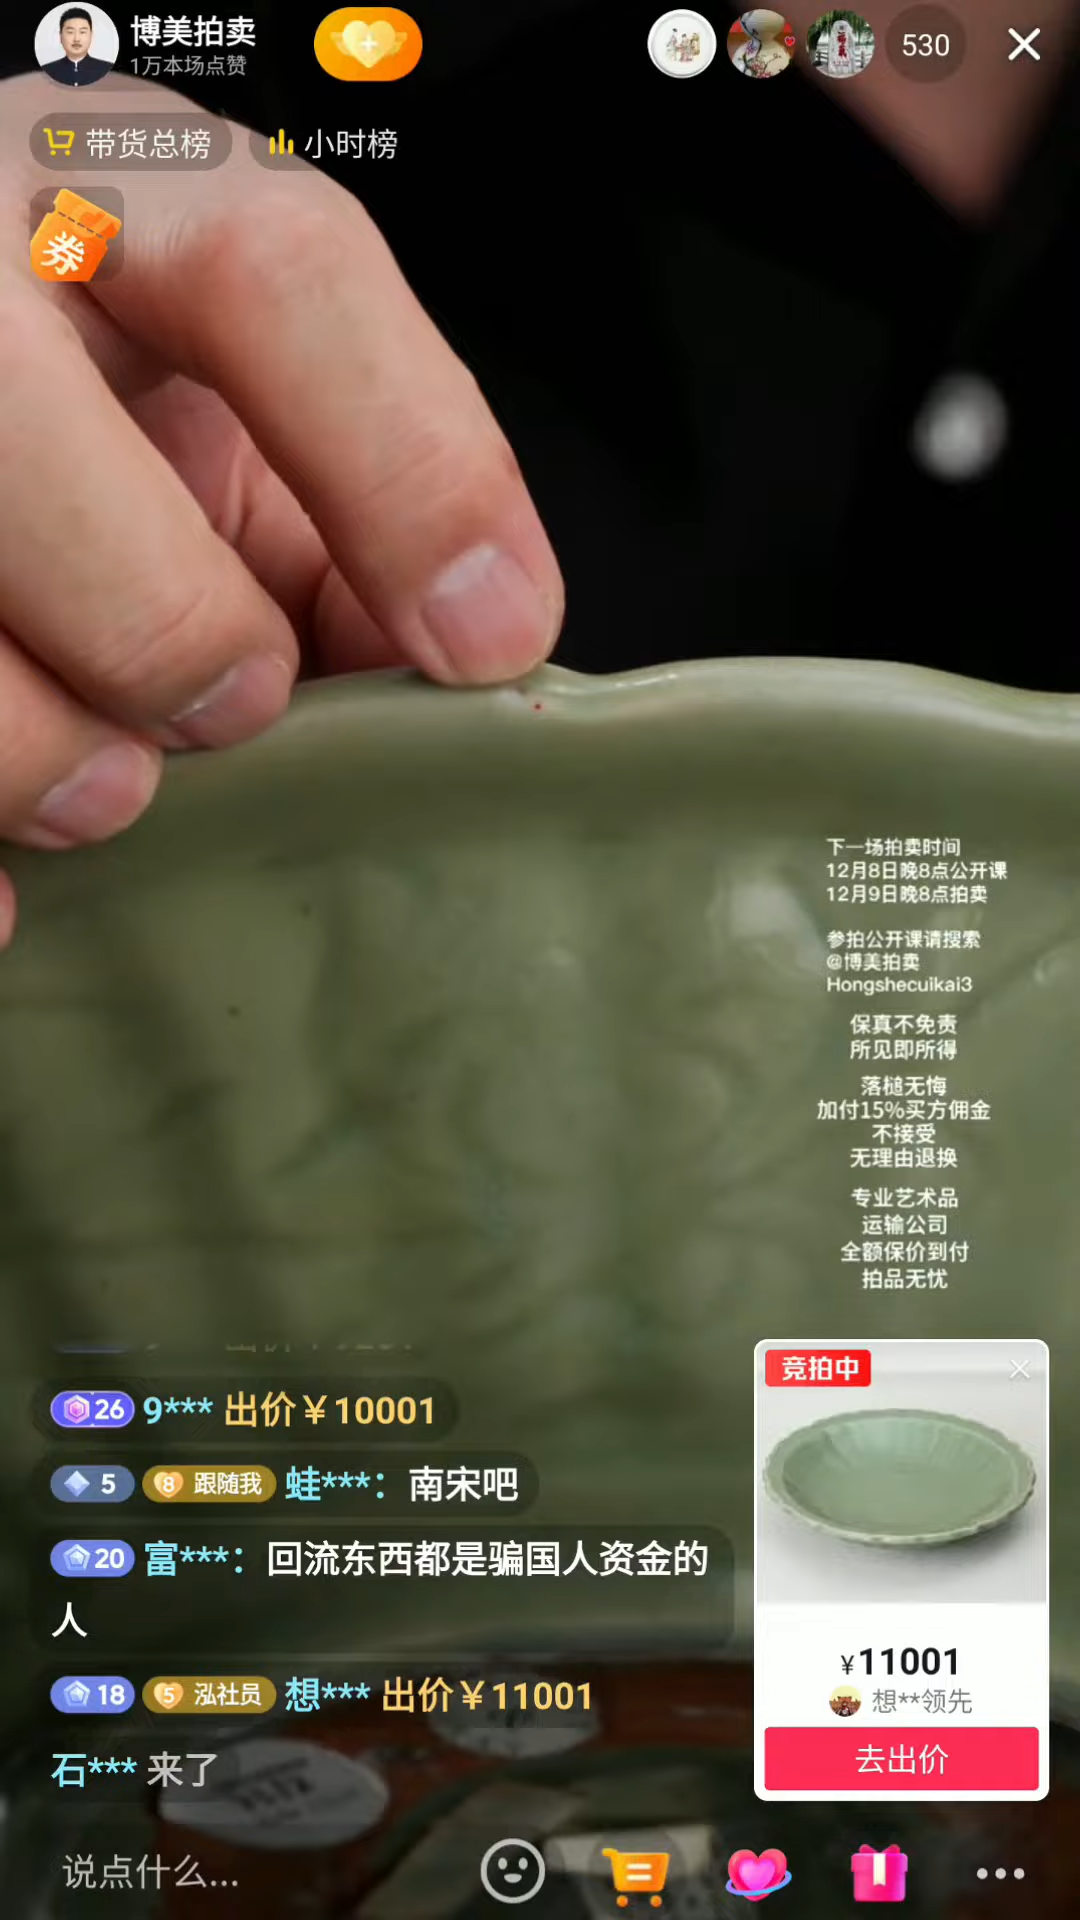 博美拍卖
1万本场点赞
530
带货总榜
小时榜
券
下一场拍卖时间
12月8日晚8点公开课
12月9日晚8点拍卖
参拍公开课请搜索
@博美拍卖
Hongshecuikai3
保真不免责
所见即所得
落槌无悔
加付15%买方佣金
不接受
无理由退换
专业艺术品
运输公司
全额保价到付
拍品无忧
26 9*** 出价￥10001
5 8 跟随我 蛙***：南宋吧
20 富***：回流东西都是骗国人资金的
人
18 5 泓社员 想*** 出价￥11001
石*** 来了
竞拍中
￥11001
想**领先
去出价
说点什么...